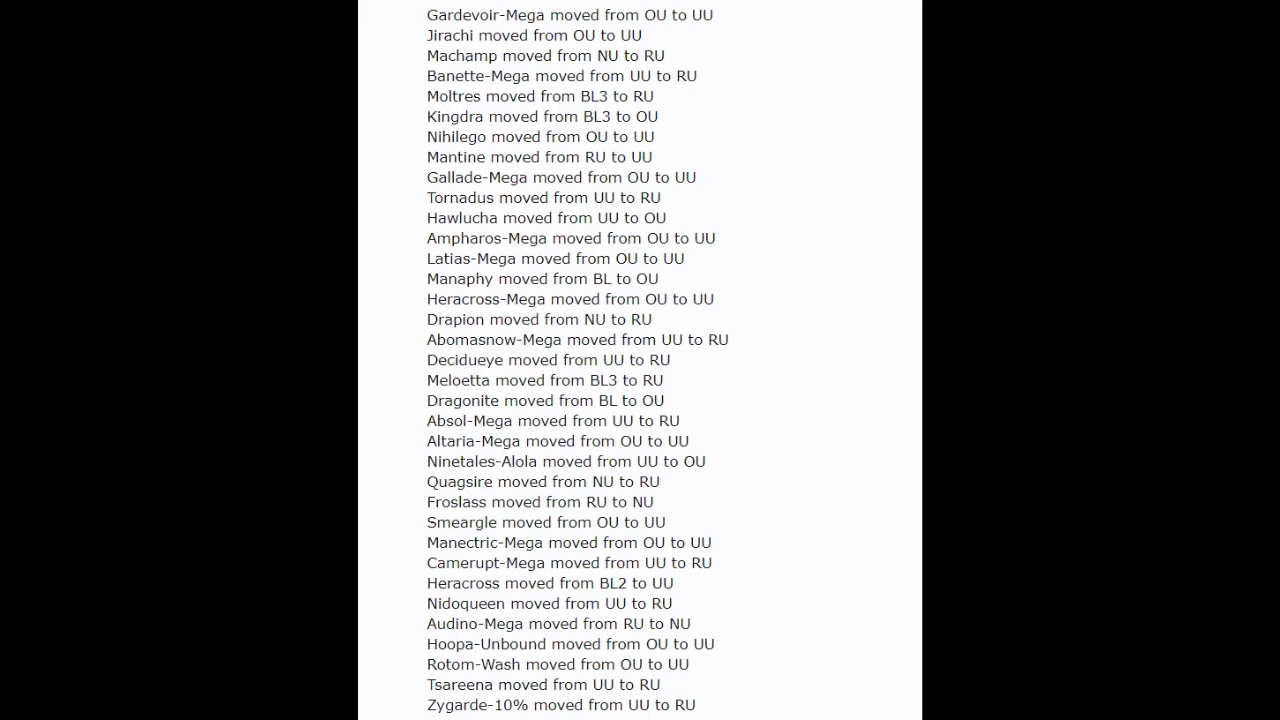 Gardevoir-Mega moved from OU to UU
Jirachi moved from OU to UU
Machamp moved from NU to RU
Banette-Mega moved from UU to RU
Moltres moved from BL3 to RU
Kingdra moved from BL3 to OU
Nihilego moved from OU to UU
Mantine moved from RU to UU
Gallade-Mega moved from OU to UU
Tornadus moved from UU to RU
Hawlucha moved from UU to OU
Ampharos-Mega moved from OU to UU
Latias-Mega moved from OU to UU
Manaphy moved from BL to OU
Heracross-Mega moved from OU to UU
Drapion moved from NU to RU
Abomasnow-Mega moved from UU to RU
Decidueye moved from UU to RU
Meloetta moved from BL3 to RU
Dragonite moved from BL to OU
Absol-Mega moved from UU to RU
Altaria-Mega moved from OU to UU
Ninetales-Alola moved from UU to OU
Quagsire moved from NU to RU
Froslass moved from RU to NU
Smeargle moved from OU to UU
Manectric-Mega moved from OU to UU
Camerupt-Mega moved from UU to RU
Heracross moved from BL2 to UU
Nidoqueen moved from UU to RU
Audino-Mega moved from RU to NU
Hoopa-Unbound moved from OU to UU
Rotom-Wash moved from OU to UU
Tsareena moved from UU to RU
Zygarde-10% moved from UU to RU